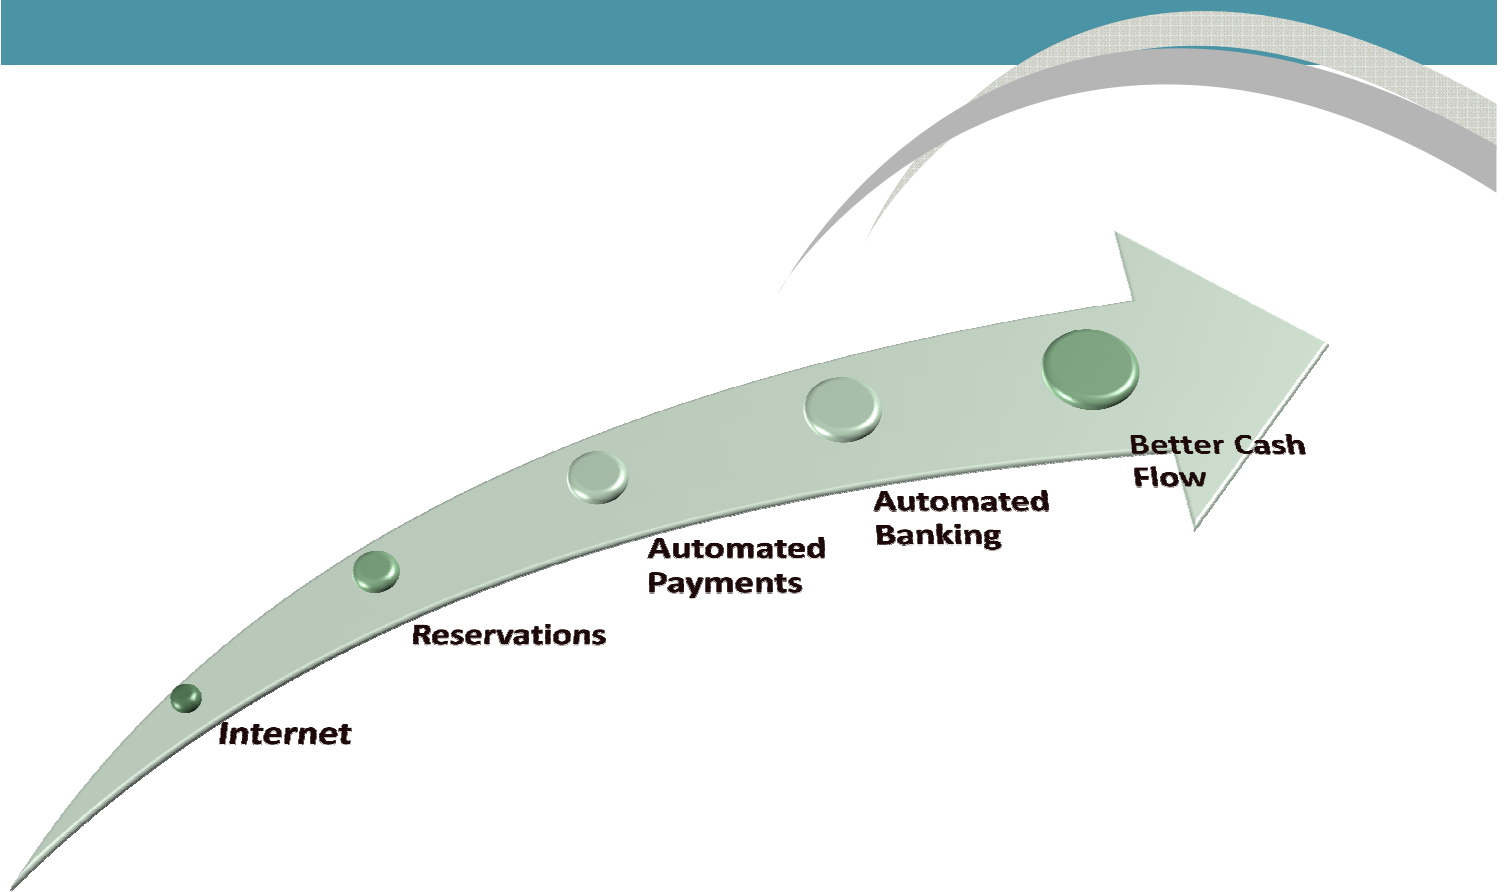 Better Cash
Flow
Automated
Banking
Automated
Payments
Reservations
Internet